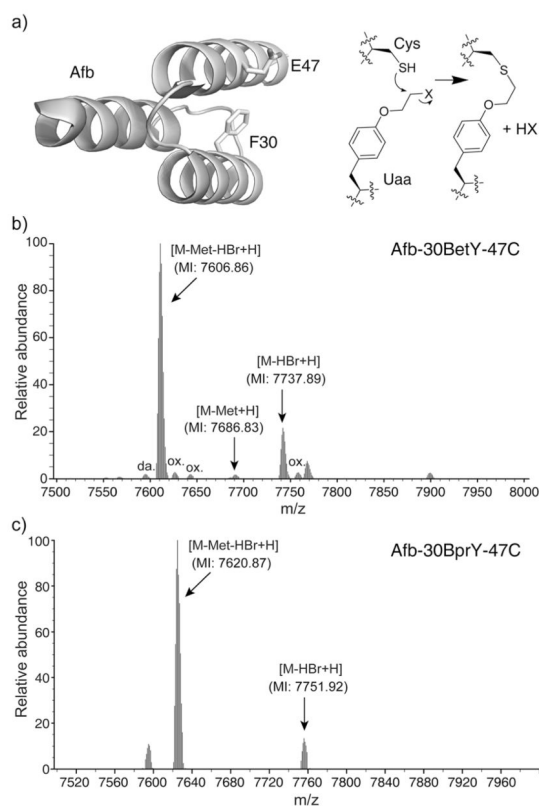 a)
Afb
E47
F30
Cys
SH
X
O
Uaa
S
O
+ HX
b)
Afb-30BetY-47C
Relative abundance
100
80
60
40
20
0
[M-Met-HBr+H]
(MI: 7606.86)
[M-HBr+H]
(MI: 7737.89)
[M-Met+H]
(MI: 7686.83)
da.
ox.
ox.
ox.
7500 7550 7600 7650 7700 7750 7800 7850 7900 7950 8000
m/z
c)
Afb-30BprY-47C
Relative abundance
100
80
60
40
20
0
[M-Met-HBr+H]
(MI: 7620.87)
[M-HBr+H]
(MI: 7751.92)
7520 7560 7600 7640 7680 7720 7760 7800 7840 7880 7920 7960
m/z